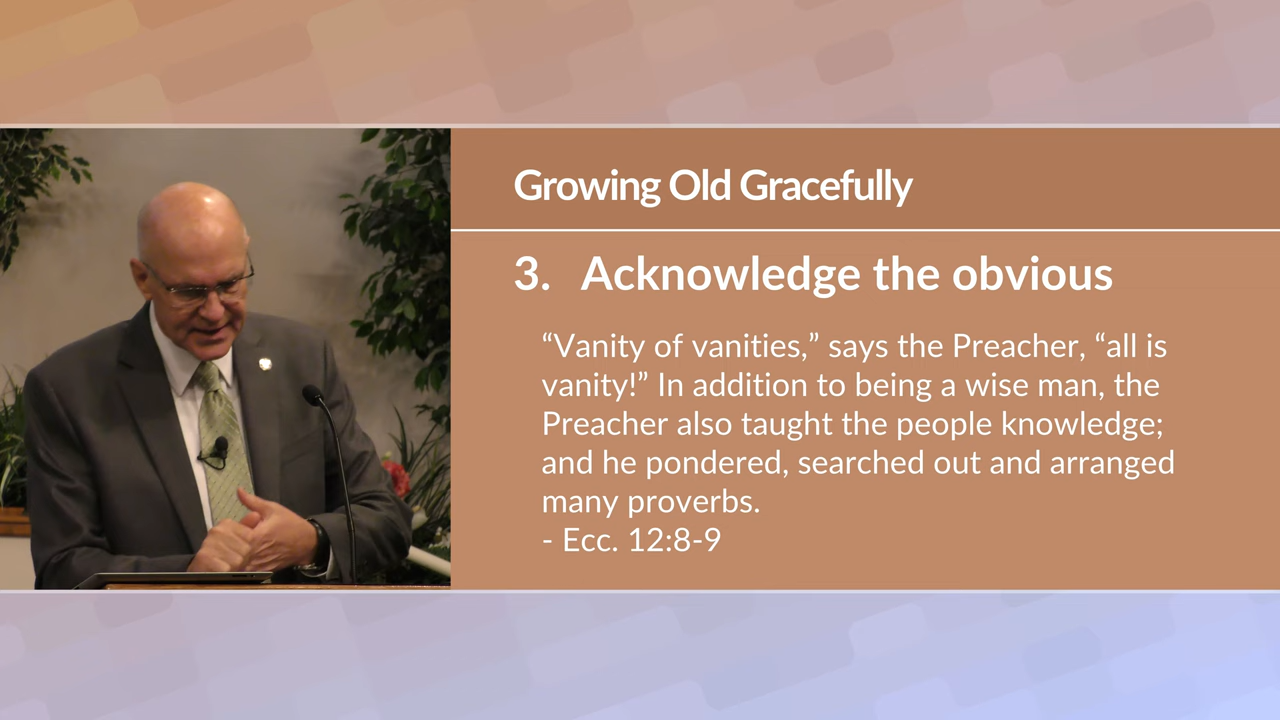 Growing Old Gracefully
3. Acknowledge the obvious
“Vanity of vanities,” says the Preacher, “all is
vanity!” In addition to being a wise man, the
Preacher also taught the people knowledge;
and he pondered, searched out and arranged
many proverbs.
- Ecc. 12:8-9